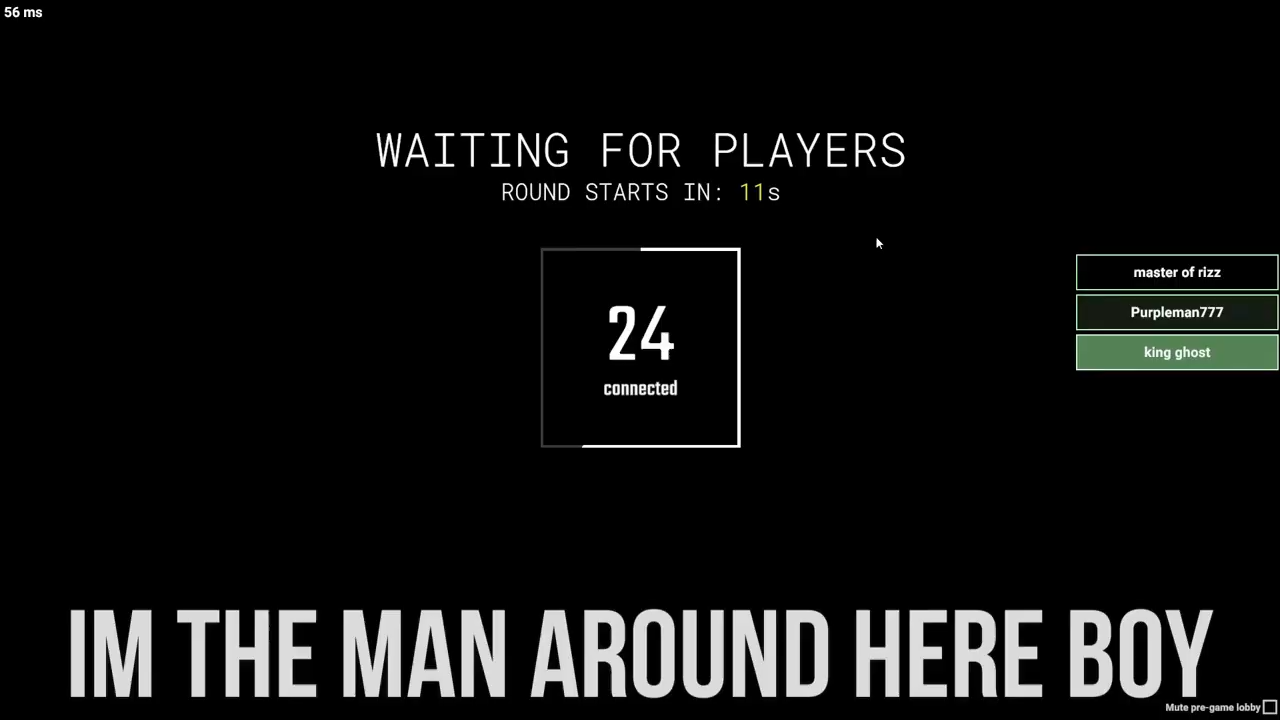 56 ms
WAITING FOR PLAYERS
ROUND STARTS IN: 11s
24
connected
master of rizz
Purpleman777
king ghost
IM THE MAN AROUND HERE BOY
Mute pre-game lobby